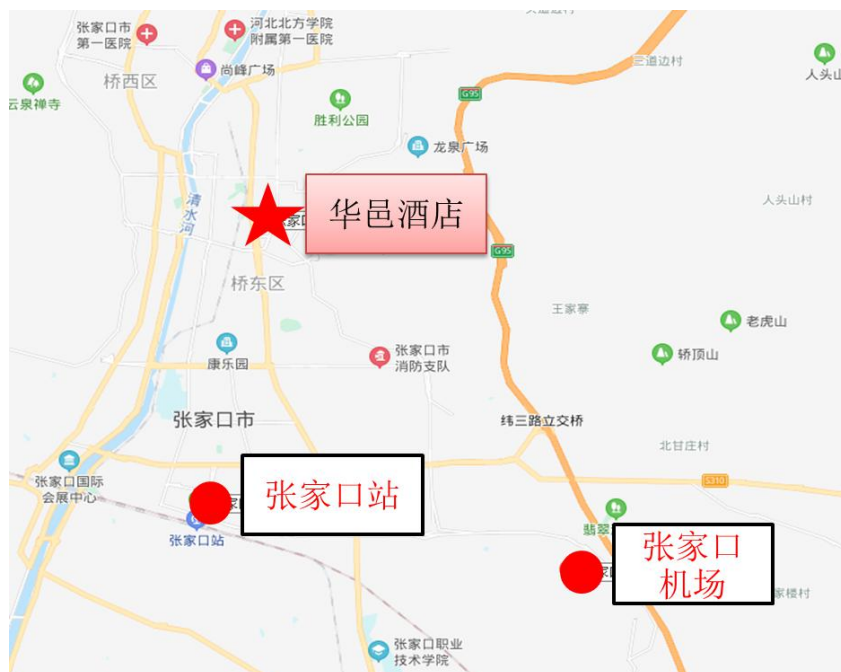 张家口市
第一医院
河北北方学院
附属第一医院
三道边村
人头山
尚峰广场
桥西区
G95
云泉禅寺
胜利公园
龙泉广场
清水河
人头山村
华邑酒店
G95
桥东区
王家寨
老虎山
康乐园
张家口市
消防支队
轿顶山
张家口市
纬三路立交桥
北甘庄村
张家口国际
会展中心
张家口站
S310
张家口站
翡翠
张家口
机场
家楼村
张家口职业
技术学院